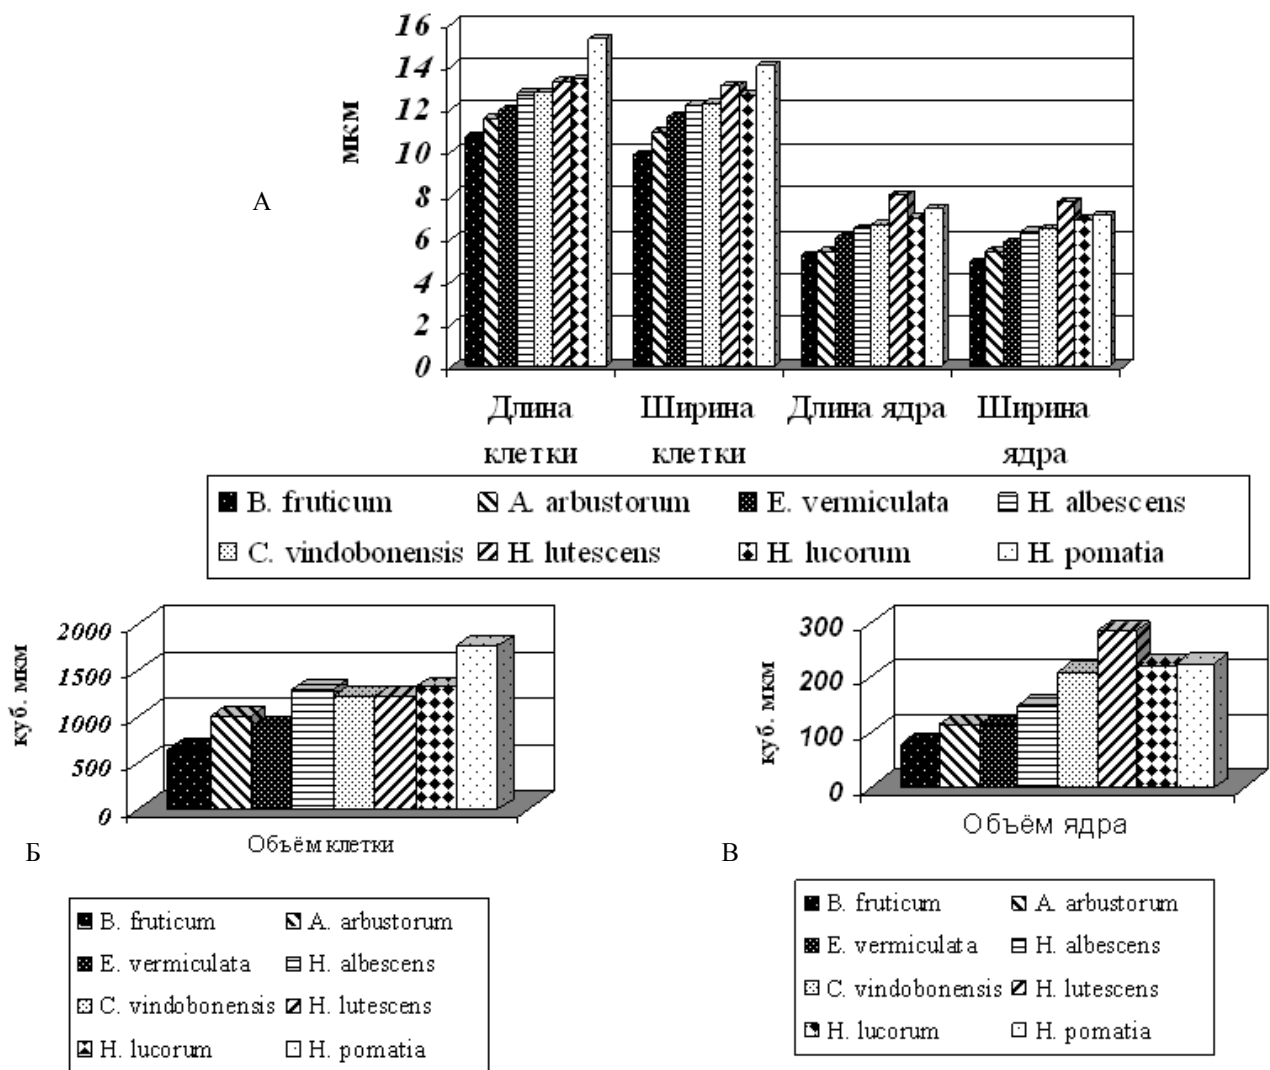 16
14
12
10
8
6
4
2
0
мкм
А
Длина клетки
Ширина клетки
Длина ядра
Ширина ядра
B. fruticum
A. arbustorum
E. vermiculata
H. albescens
C. vindobonensis
H. lutescens
H. lucorum
H. pomatia
2000
1500
1000
500
0
куб. мкм
Объём клетки
Б
B. fruticum
A. arbustorum
E. vermiculata
H. albescens
C. vindobonensis
H. lutescens
H. lucorum
H. pomatia
300
200
100
0
куб. мкм
Объём ядра
В
B. fruticum
A. arbustorum
E. vermiculata
H. albescens
C. vindobonensis
H. lutescens
H. lucorum
H. pomatia